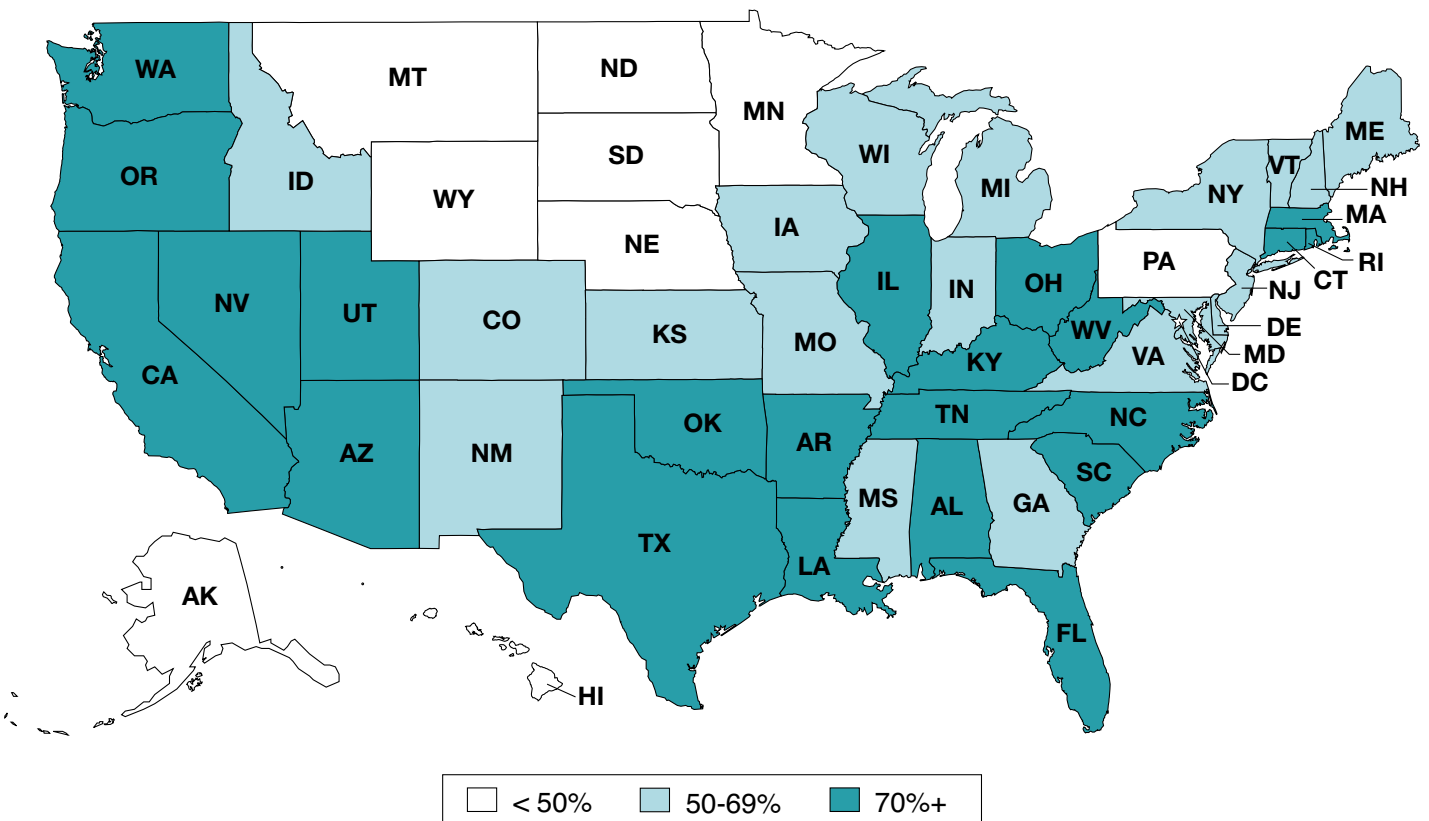 WA
MT
ND
MN
ME
VT
NH
OR
ID
SD
WI
MI
NY
MA
WY
IA
NE
PA
RI
CT
NV
UT
CO
IL
IN
OH
NJ
DE
WV
KS
MO
VA
MD
KY
DC
CA
TN
NC
AZ
NM
OK
AR
SC
MS
AL
GA
TX
LA
AK
FL
HI
< 50% 50-69% 70%+